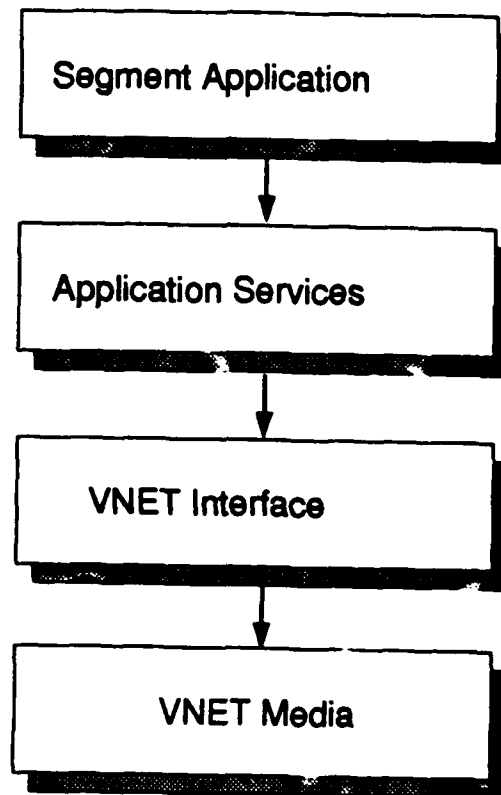 Segment Application
Application Services
VNET Interface
VNET Media